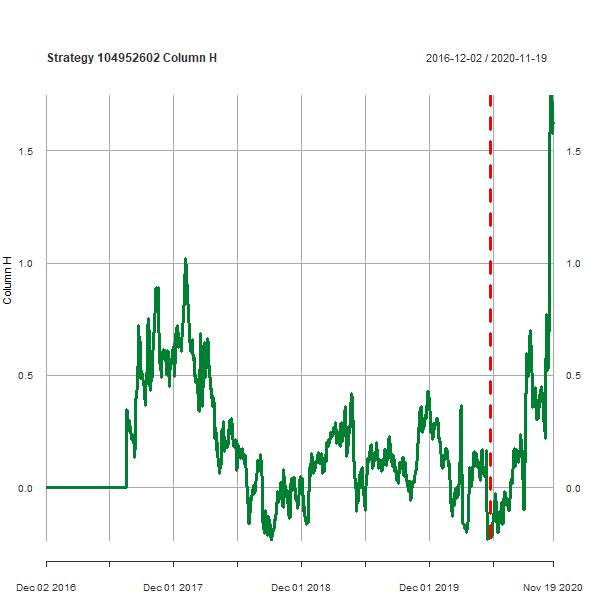 Strategy 104952602 Column H
2016-12-02 / 2020-11-19
1.5
1.5
1.0
1.0
Column H
0.5
0.5
0.0
0.0
Dec 02 2016
Dec 01 2017
Dec 01 2018
Dec 01 2019
Nov 19 2020